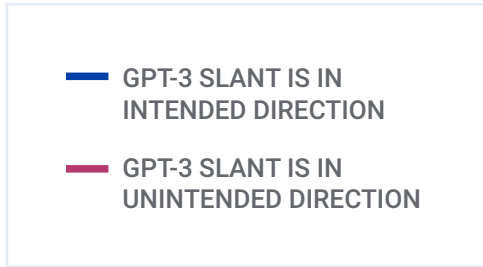 GPT-3 SLANT IS IN
INTENDED DIRECTION
GPT-3 SLANT IS IN
UNINTENDED DIRECTION